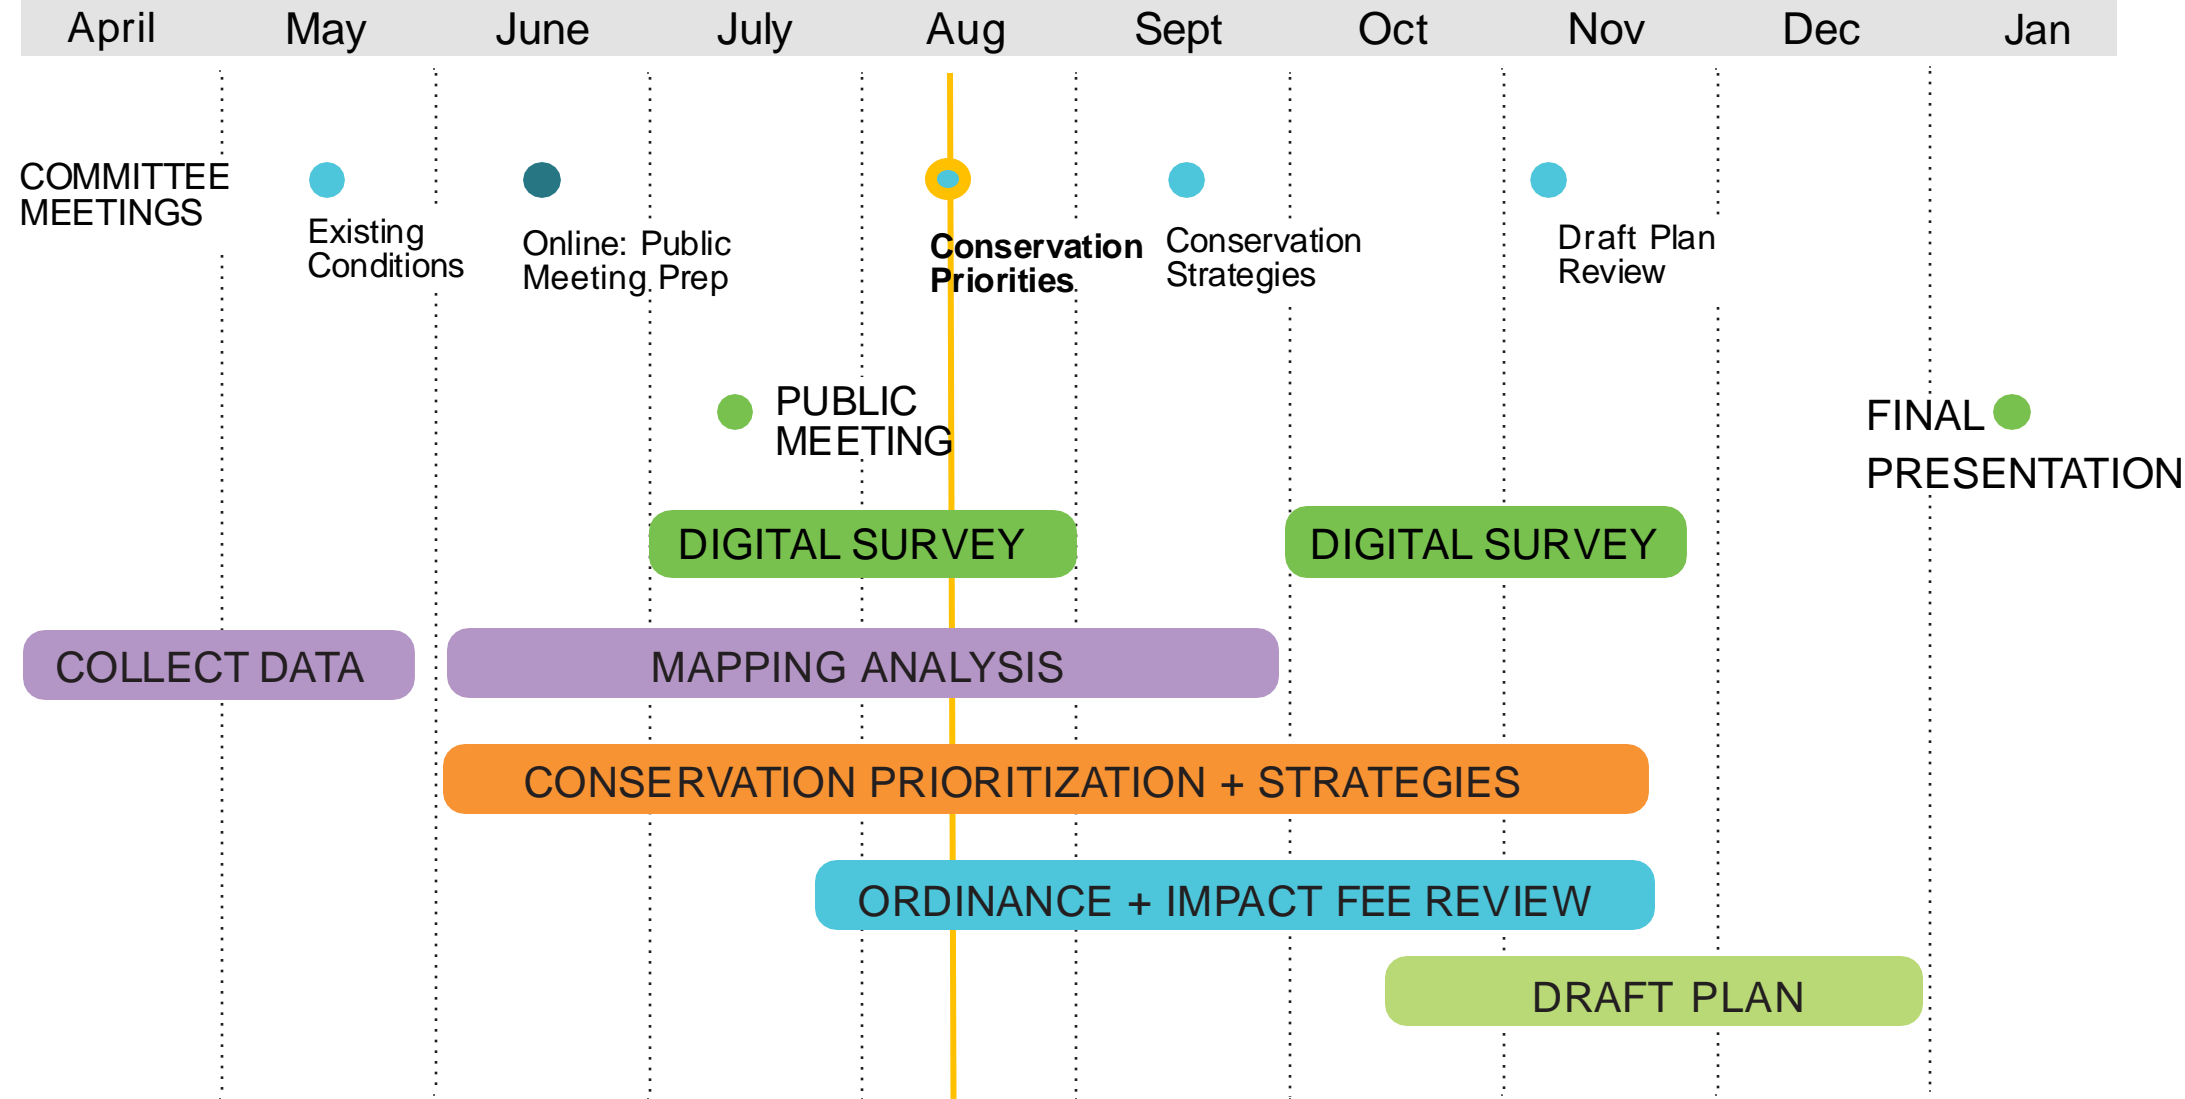 April May June July Aug Sept Oct Nov Dec Jan
COMMITTEE
MEETINGS
Existing
Conditions
Online: Public
Meeting Prep
Conservation
Priorities
Conservation
Strategies
Draft Plan
Review
PUBLIC
MEETING
FINAL
PRESENTATION
DIGITAL SURVEY
DIGITAL SURVEY
COLLECT DATA
MAPPING ANALYSIS
CONSERVATION PRIORITIZATION + STRATEGIES
ORDINANCE + IMPACT FEE REVIEW
DRAFT PLAN